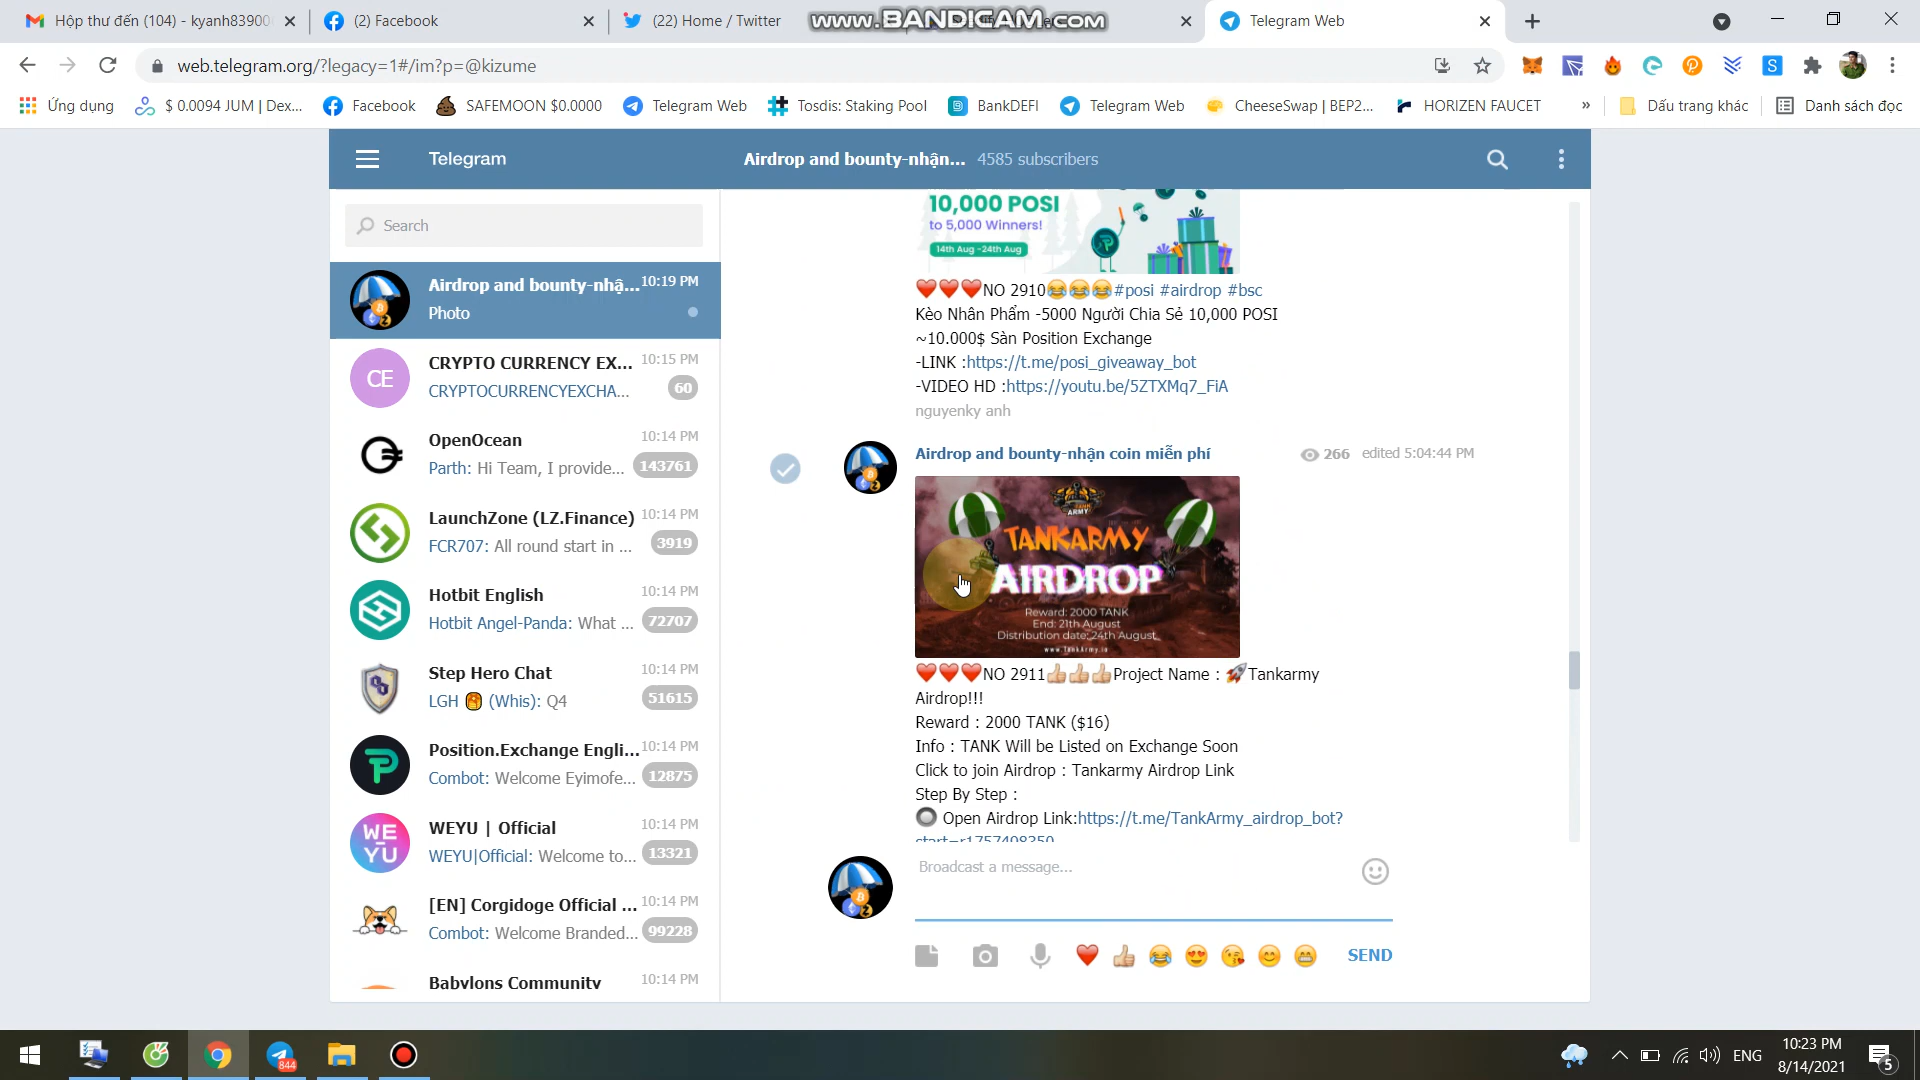 Hộp thư đến (104) - kyanh83900
(2) Facebook
(22) Home / Twitter
www.BANDICAM.com
Telegram Web
web.telegram.org/?legacy=1#/im?p=@kizume
Ứng dụng
$ 0.0094 JUM | Dex...
Facebook
SAFEMOON $0.0000
Telegram Web
Tosdis: Staking Pool
BankDEFI
Telegram Web
CheeseSwap | BEP2...
HORIZEN FAUCET
»
Dấu trang khác
Danh sách đọc
Telegram
Airdrop and bounty-nhận... 4585 subscribers
Search
Airdrop and bounty-nhậ... 10:19 PM
Photo
CE
CRYPTO CURRENCY EX... 10:15 PM
CRYPTOCURRENCYEXCHA... 60
OpenOcean 10:14 PM
Parth: Hi Team, I provide... 143761
LaunchZone (LZ.Finance) 10:14 PM
FCR707: All round start in ... 3919
Hotbit English 10:14 PM
Hotbit Angel-Panda: What ... 72707
Step Hero Chat 10:14 PM
LGH (Whis): Q4 51615
Position.Exchange Engli... 10:14 PM
Combot: Welcome Eyimofe... 12875
WE
YU
WEYU | Official 10:14 PM
WEYU|Official: Welcome to... 13321
[EN] Corgidoge Official ... 10:14 PM
Combot: Welcome Branded... 99228
Babylons Community 10:14 PM
10,000 POSI
to 5,000 Winners!
14th Aug -24th Aug
❤️❤️❤️NO 2910😂😂😂#posi #airdrop #bsc
Kèo Nhân Phẩm -5000 Người Chia Sẻ 10,000 POSI
~10.000$ Sàn Position Exchange
-LINK :https://t.me/posi_giveaway_bot
-VIDEO HD :https://youtu.be/5ZTXMq7_FiA
nguyenky anh
Airdrop and bounty-nhận coin miễn phí 266 edited 5:04:44 PM
TANK
ARMY
TANKARMY
AIRDROP
Reward: 2000 TANK
End: 21th August
Distribution date: 24th August
www.TankArmy.io
❤️❤️❤️NO 2911👍🏻👍🏻👍🏻Project Name : 🚀Tankarmy
Airdrop!!!
Reward : 2000 TANK ($16)
Info : TANK Will be Listed on Exchange Soon
Click to join Airdrop : Tankarmy Airdrop Link
Step By Step :
🔘 Open Airdrop Link:https://t.me/TankArmy_airdrop_bot?
start=r1757498350
Broadcast a message...
SEND
844
ENG
10:23 PM
8/14/2021
5